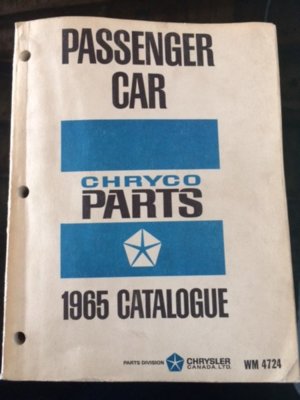 PASSENGER
CAR
CHRYCO
PARTS
1965 CATALOGUE
PARTS DIVISION CHRYSLER CANADA, LTD. WM 4724